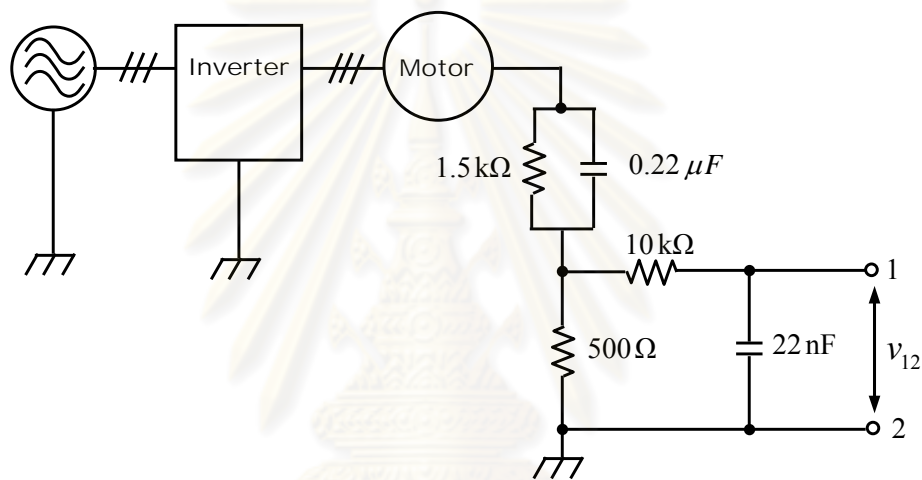 Inverter
Motor
1.5 kΩ
0.22 μF
10 kΩ
1
500 Ω
22 nF
v₁₂
2